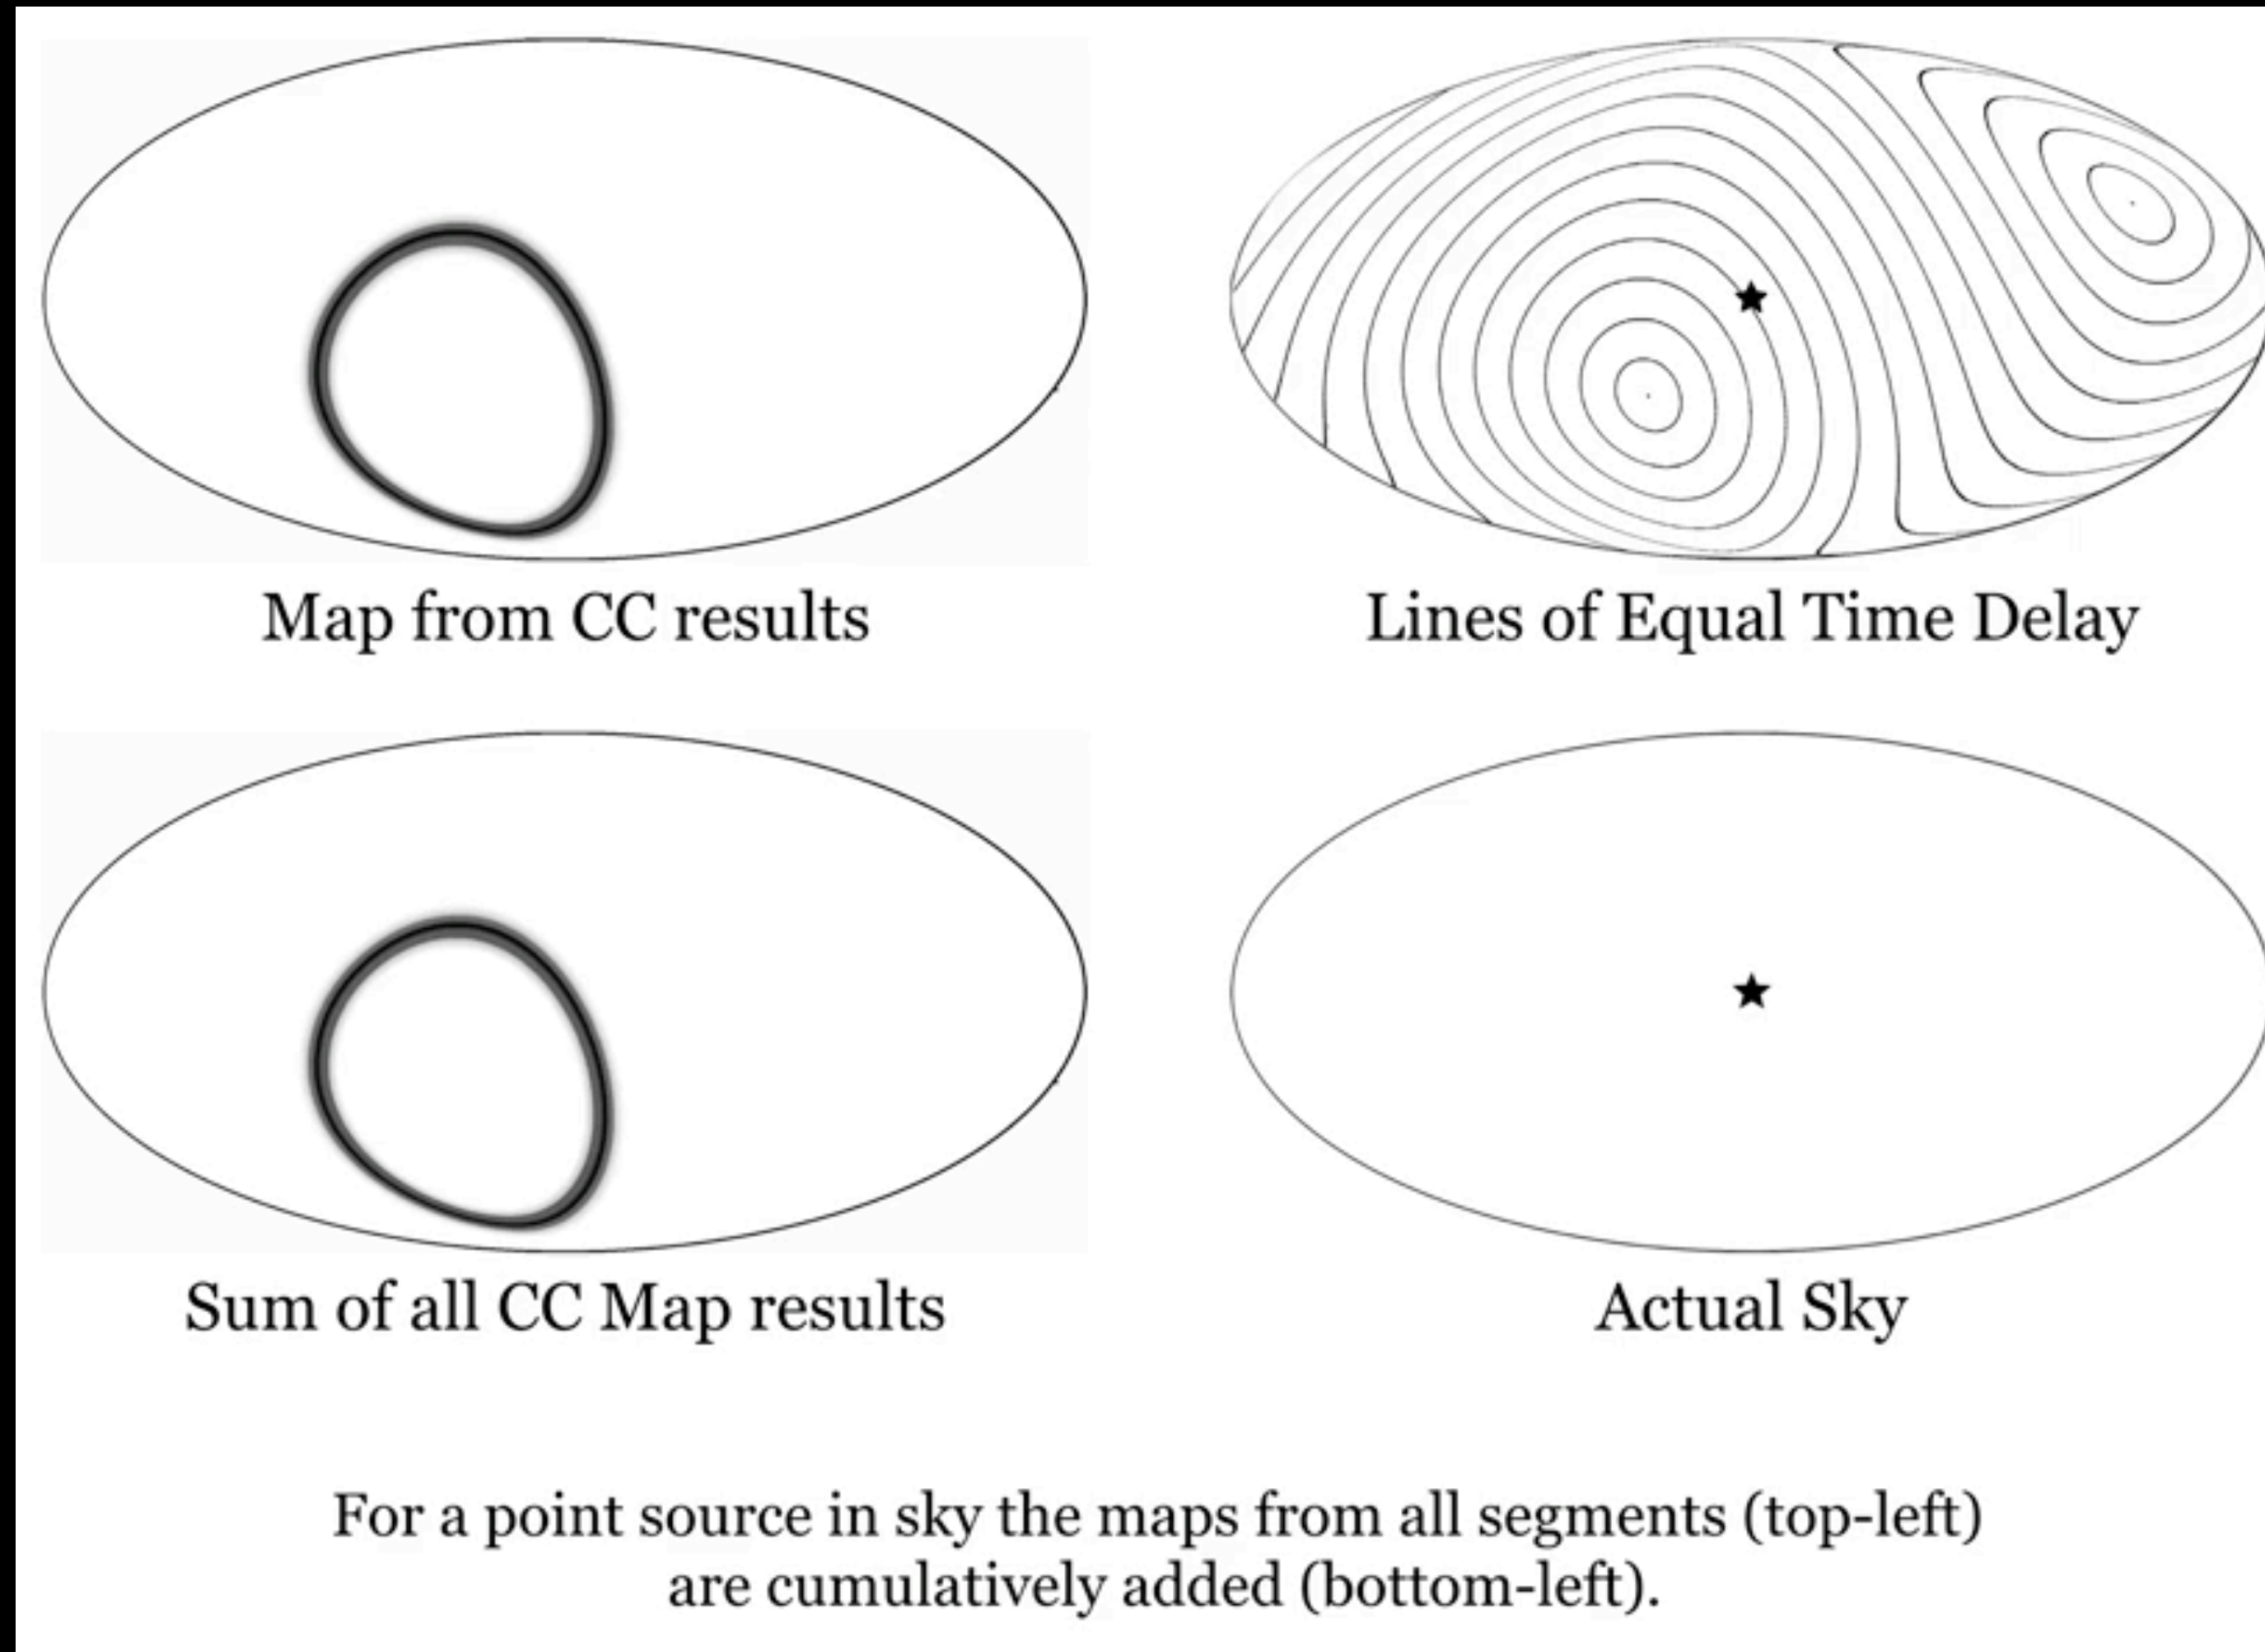 Map from CC results
Lines of Equal Time Delay
Sum of all CC Map results
Actual Sky
For a point source in sky the maps from all segments (top-left)
are cumulatively added (bottom-left).